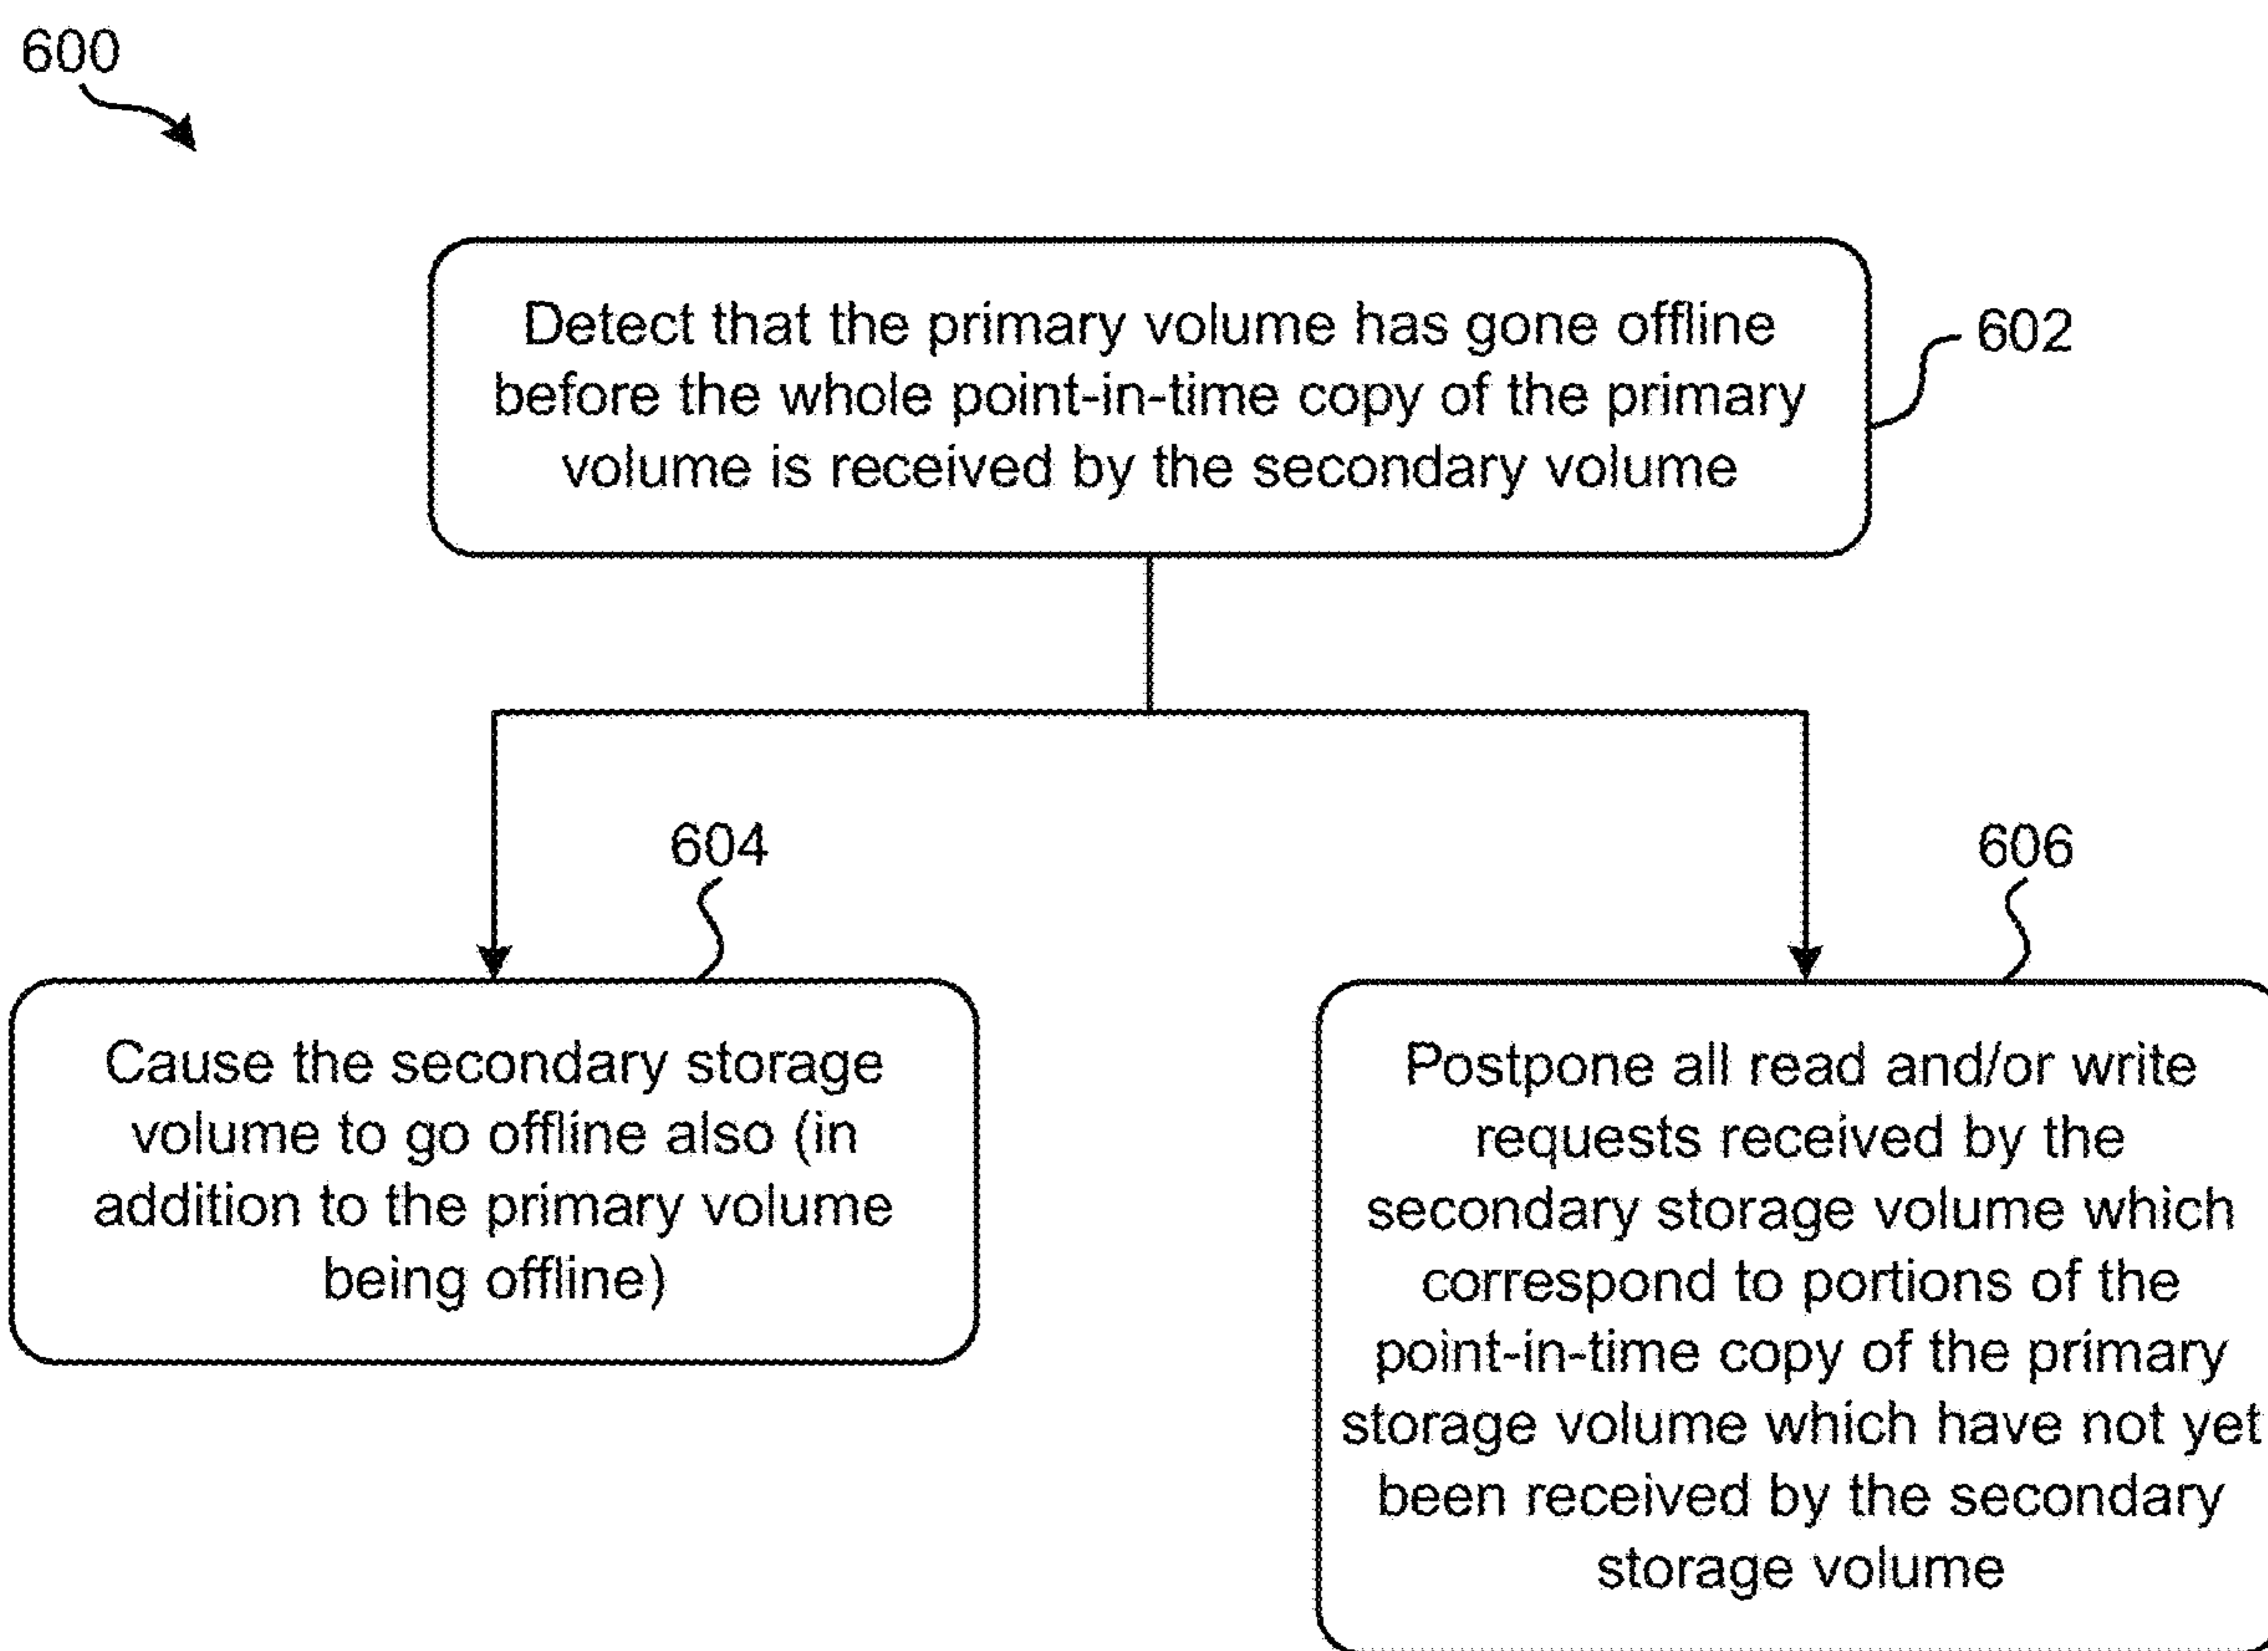 600
Detect that the primary volume has gone offline
before the whole point-in-time copy of the primary
volume is received by the secondary volume
602
604
Cause the secondary storage
volume to go offline also (in
addition to the primary volume
being offline)
606
Postpone all read and/or write
requests received by the
secondary storage volume which
correspond to portions of the
point-in-time copy of the primary
storage volume which have not yet
been received by the secondary
storage volume